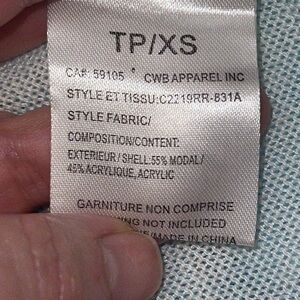 TP/XS
CA#: 59105 * CWB APPAREL INC
STYLE ET TISSU:C2219RR-831A
STYLE FABRIC/
COMPOSITION/CONTENT:
EXTERIEUR / SHELL:55% MODAL/
45% ACRYLIQUE, ACRYLIC
GARNITURE NON COMPRISE
NOT INCLUDED
MADE IN CHINA